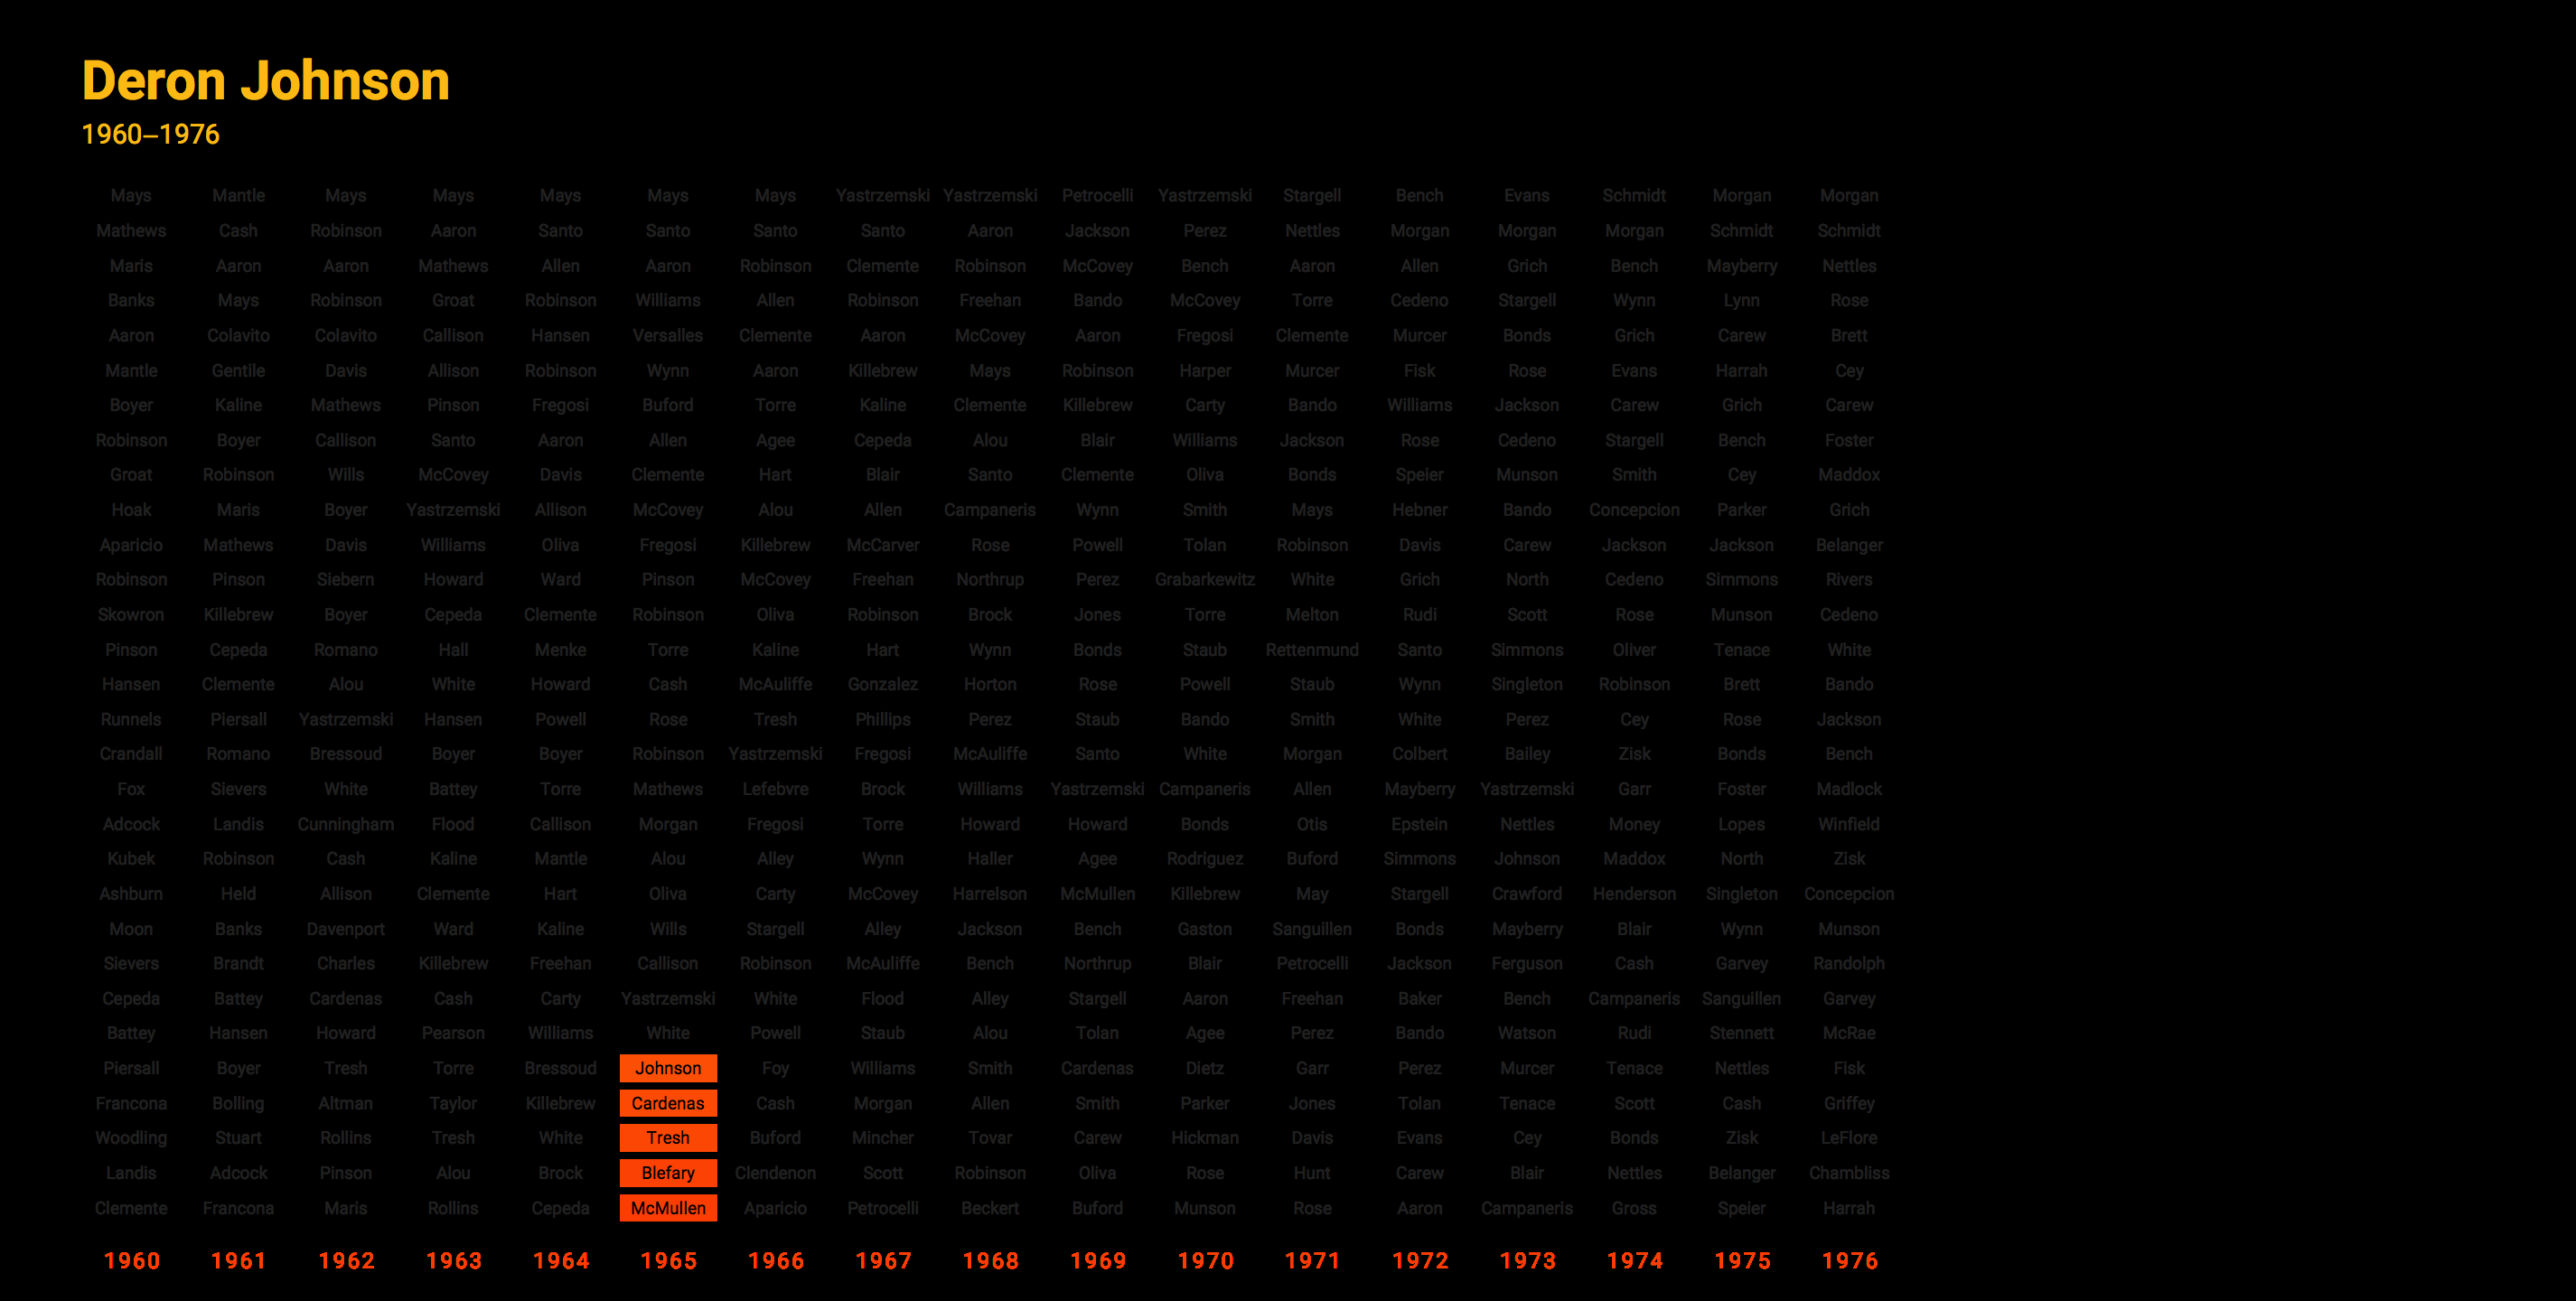 Deron Johnson
1960–1976
Mays Mantle Mays Mays Mays Mays Mays Yastrzemski Yastrzemski Petrocelli Yastrzemski Stargell Bench Evans Schmidt Morgan Morgan
Mathews Cash Robinson Aaron Santo Santo Santo Santo Aaron Jackson Perez Nettles Morgan Morgan Morgan Schmidt Schmidt
Maris Aaron Aaron Mathews Allen Aaron Robinson Clemente Robinson McCovey Bench Aaron Allen Grich Bench Mayberry Nettles
Banks Mays Robinson Groat Robinson Williams Allen Robinson Freehan Bando McCovey Torre Cedeno Stargell Wynn Lynn Rose
Aaron Colavito Colavito Callison Hansen Versalles Clemente Aaron McCovey Aaron Fregosi Clemente Murcer Bonds Grich Carew Brett
Mantle Gentile Davis Allison Robinson Wynn Aaron Killebrew Mays Robinson Harper Murcer Fisk Rose Evans Harrah Cey
Boyer Kaline Mathews Pinson Fregosi Buford Torre Kaline Clemente Killebrew Carty Bando Williams Jackson Carew Grich Carew
Robinson Boyer Callison Santo Aaron Allen Agee Cepeda Alou Blair Williams Jackson Rose Cedeno Stargell Bench Foster
Groat Robinson Wills McCovey Davis Clemente Hart Blair Santo Clemente Oliva Bonds Speier Munson Smith Cey Maddox
Hoak Maris Boyer Yastrzemski Allison McCovey Alou Allen Campaneris Wynn Smith Mays Hebner Bando Concepcion Parker Grich
Aparicio Mathews Davis Williams Oliva Fregosi Killebrew McCarver Rose Powell Tolan Robinson Davis Carew Jackson Jackson Belanger
Robinson Pinson Siebern Howard Ward Pinson McCovey Freehan Northrup Perez Grabarkewitz White Grich North Cedeno Simmons Rivers
Skowron Killebrew Boyer Cepeda Clemente Robinson Oliva Robinson Brock Jones Torre Melton Rudi Scott Rose Munson Cedeno
Pinson Cepeda Romano Hall Menke Torre Kaline Hart Wynn Bonds Staub Rettenmund Santo Simmons Oliver Tenace White
Hansen Clemente Alou White Howard Cash McAuliffe Gonzalez Horton Rose Powell Staub Wynn Singleton Robinson Brett Bando
Runnels Piersall Yastrzemski Hansen Powell Rose Tresh Phillips Perez Staub Bando Smith White Perez Cey Rose Jackson
Crandall Romano Bressoud Boyer Boyer Robinson Yastrzemski Fregosi McAuliffe Santo White Morgan Colbert Bailey Zisk Bonds Bench
Fox Sievers White Battey Torre Mathews Lefebvre Brock Williams Yastrzemski Campaneris Allen Mayberry Yastrzemski Garr Foster Madlock
Adcock Landis Cunningham Flood Callison Morgan Fregosi Torre Howard Howard Bonds Otis Epstein Nettles Money Lopes Winfield
Kubek Robinson Cash Kaline Mantle Alou Alley Wynn Haller Agee Rodriguez Buford Simmons Johnson Maddox North Zisk
Ashburn Held Allison Clemente Hart Oliva Carty McCovey Harrelson McMullen Killebrew May Stargell Crawford Henderson Singleton Concepcion
Moon Banks Davenport Ward Kaline Wills Stargell Alley Jackson Bench Gaston Sanguillen Bonds Mayberry Blair Wynn Munson
Sievers Brandt Charles Killebrew Freehan Callison Robinson McAuliffe Bench Northrup Blair Petrocelli Jackson Ferguson Cash Garvey Randolph
Cepeda Battey Cardenas Cash Carty Yastrzemski White Flood Alley Stargell Aaron Freehan Baker Bench Campaneris Sanguillen Garvey
Battey Hansen Howard Pearson Williams White Powell Staub Alou Tolan Agee Perez Bando Watson Rudi Stennett McRae
Piersall Boyer Tresh Torre Bressoud Johnson Foy Williams Smith Cardenas Dietz Garr Perez Murcer Tenace Nettles Fisk
Francona Bolling Altman Taylor Killebrew Cardenas Cash Morgan Allen Smith Parker Jones Tolan Tenace Scott Cash Griffey
Woodling Stuart Rollins Tresh White Tresh Buford Mincher Tovar Carew Hickman Davis Evans Cey Bonds Zisk LeFlore
Landis Adcock Pinson Alou Brock Blefary Clendenon Scott Robinson Oliva Rose Hunt Carew Blair Nettles Belanger Chambliss
Clemente Francona Maris Rollins Cepeda McMullen Aparicio Petrocelli Beckert Buford Munson Rose Aaron Campaneris Gross Speier Harrah
1960 1961 1962 1963 1964 1965 1966 1967 1968 1969 1970 1971 1972 1973 1974 1975 1976